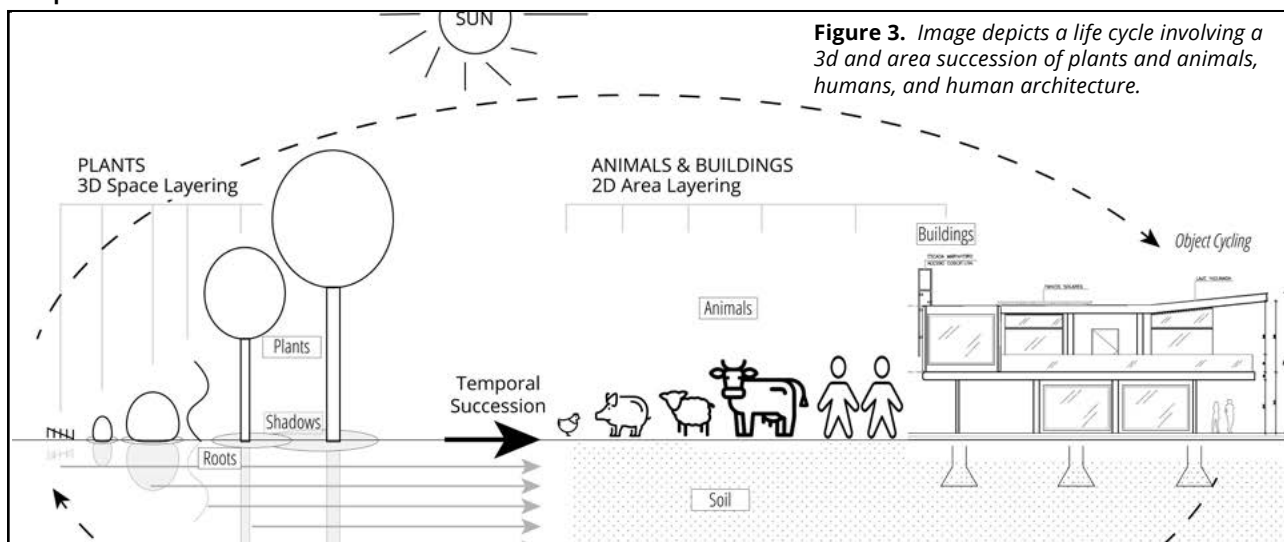 SUN
Figure 3. Image depicts a life cycle involving a
3d and area succession of plants and animals,
humans, and human architecture.
PLANTS
3D Space Layering
ANIMALS & BUILDINGS
2D Area Layering
Buildings
Object Cycling
Animals
Plants
Temporal
Succession
Shadows
Roots
Soil